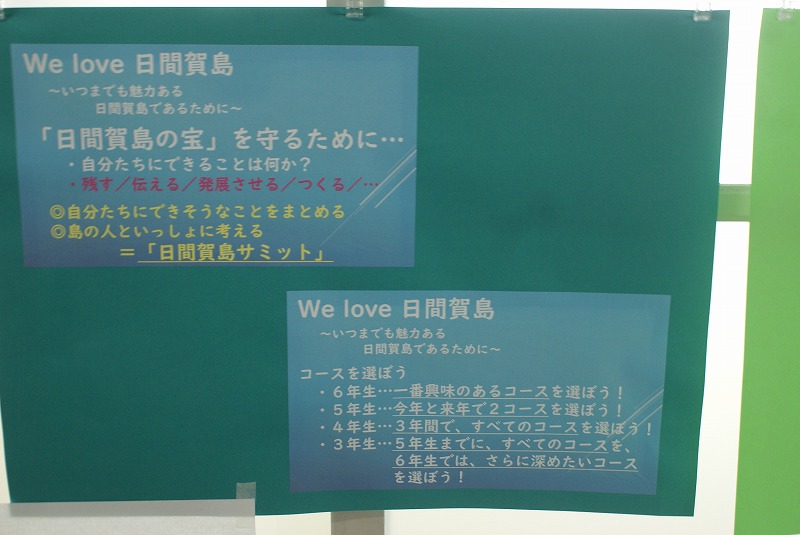 We love 日間賀島
～いつまでも魅力ある
日間賀島であるために～
「日間賀島の宝」を守るために…
・自分たちにできることは何か？
・残す／伝える／発展させる／つくる／…
◎自分たちにできそうなことをまとめる
◎島の人といっしょに考える
＝「日間賀島サミット」
We love 日間賀島
～いつまでも魅力ある
日間賀島であるために～
コースを選ぼう
・６年生…一番興味のあるコースを選ぼう！
・５年生…今年と来年で２コースを選ぼう！
・４年生…３年間で、すべてのコースを選ぼう！
・３年生…５年生までに、すべてのコースを、
６年生では、さらに深めたいコース
を選ぼう！